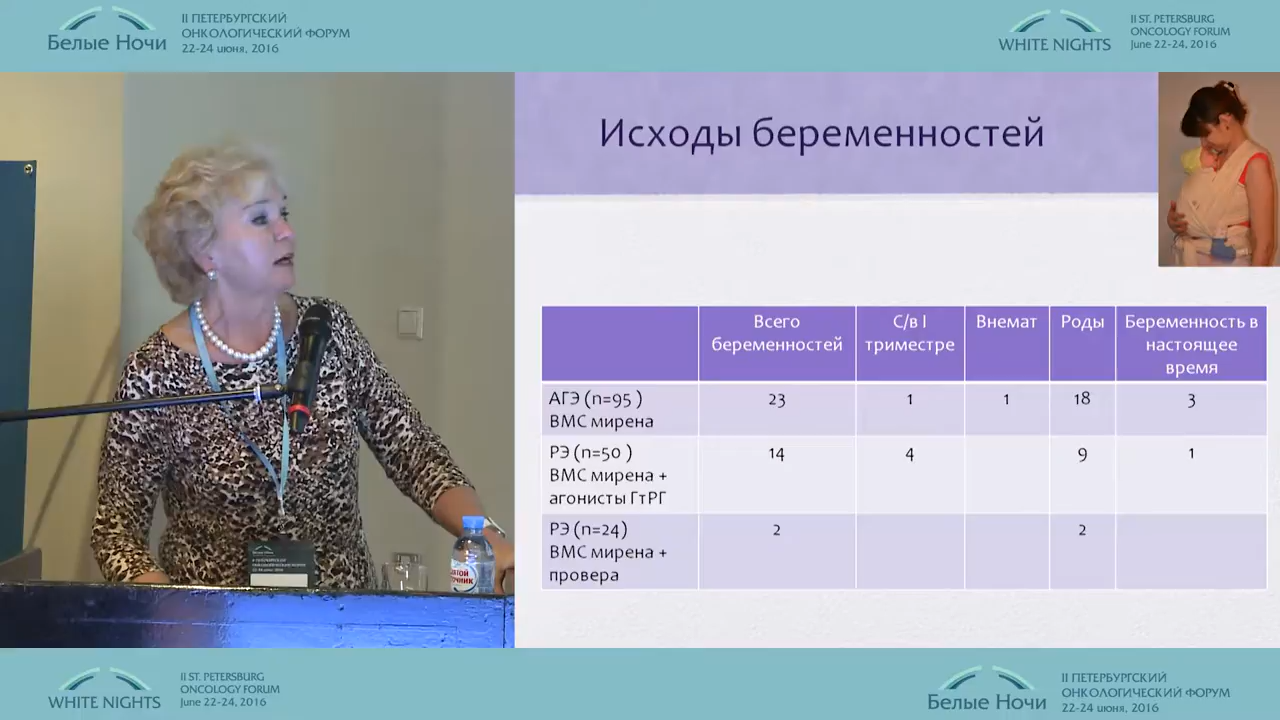 Белые Ночи
II ПЕТЕРБУРГСКИЙ
ОНКОЛОГИЧЕСКИЙ ФОРУМ
22-24 июня, 2016
WHITE NIGHTS
II ST. PETERSBURG
ONCOLOGY FORUM
June 22-24, 2016
Исходы беременностей
Всего
беременностей
С/в I
триместре
Внемат
Роды
Беременность в
настоящее
время
АГЭ (n=95 )
ВМС мирена
23
1
1
18
3
РЭ (n=50 )
ВМС мирена +
агонисты ГтРГ
14
4
9
1
РЭ (n=24)
ВМС мирена +
провера
2
2
WHITE NIGHTS
II ST. PETERSBURG
ONCOLOGY FORUM
June 22-24, 2016
Белые Ночи
II ПЕТЕРБУРГСКИЙ
ОНКОЛОГИЧЕСКИЙ ФОРУМ
22-24 июня, 2016